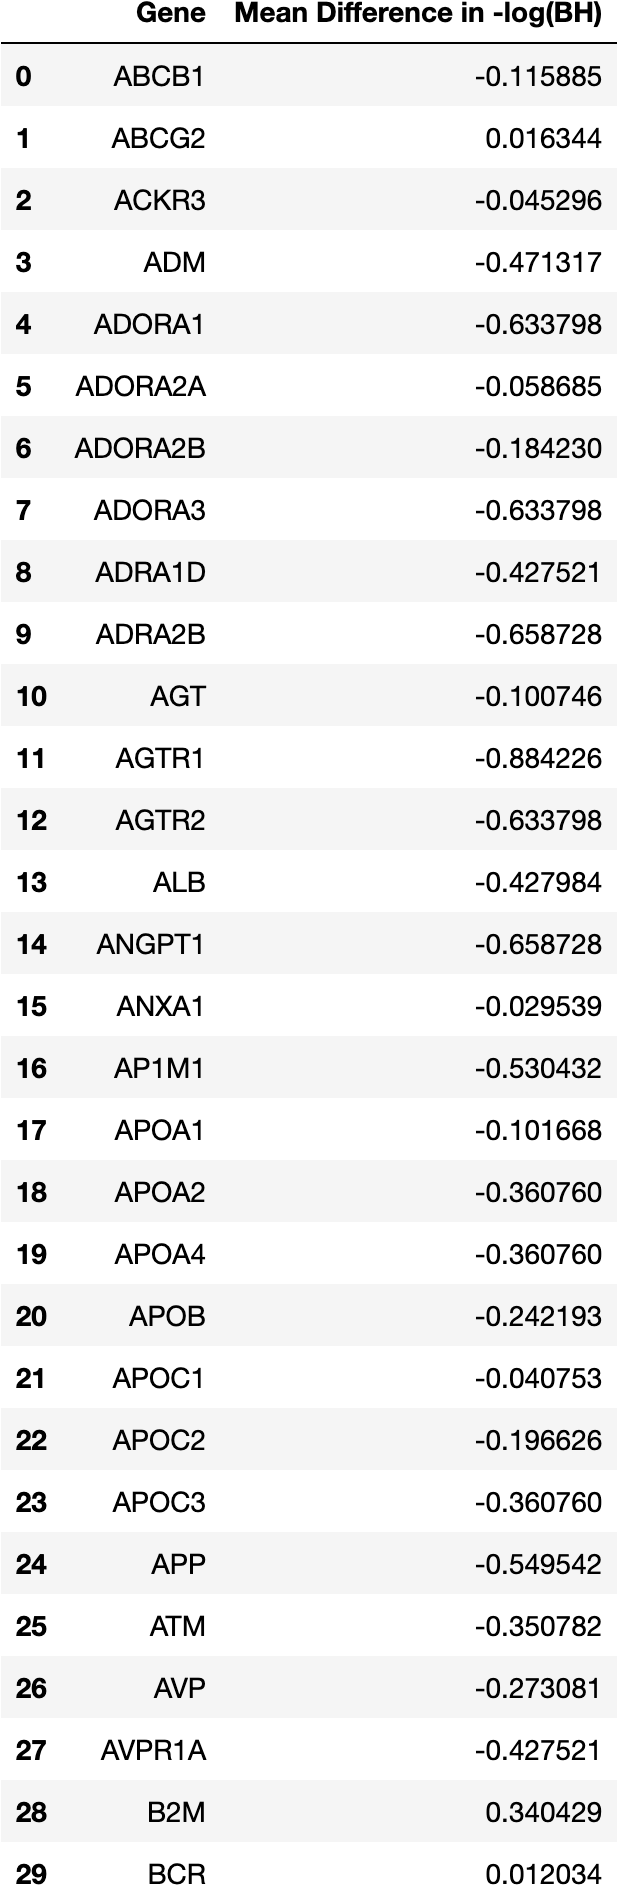 Gene Mean Difference in -log(BH)
0 ABCB1 -0.115885
1 ABCG2 0.016344
2 ACKR3 -0.045296
3 ADM -0.471317
4 ADORA1 -0.633798
5 ADORA2A -0.058685
6 ADORA2B -0.184230
7 ADORA3 -0.633798
8 ADRA1D -0.427521
9 ADRA2B -0.658728
10 AGT -0.100746
11 AGTR1 -0.884226
12 AGTR2 -0.633798
13 ALB -0.427984
14 ANGPT1 -0.658728
15 ANXA1 -0.029539
16 AP1M1 -0.530432
17 APOA1 -0.101668
18 APOA2 -0.360760
19 APOA4 -0.360760
20 APOB -0.242193
21 APOC1 -0.040753
22 APOC2 -0.196626
23 APOC3 -0.360760
24 APP -0.549542
25 ATM -0.350782
26 AVP -0.273081
27 AVPR1A -0.427521
28 B2M 0.340429
29 BCR 0.012034